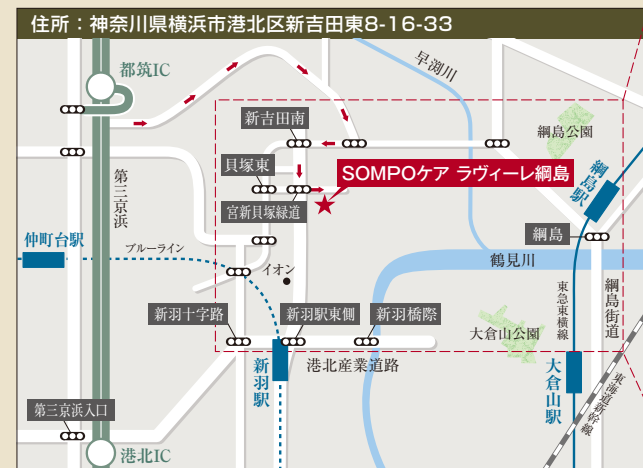 住所：神奈川県横浜市港北区新吉田東8-16-33
都筑IC
早渕川
新吉田南
綱島公園
貝塚東
SOMPOケア ラヴィーレ綱島
第三京浜
綱島駅
宮新貝塚緑道
仲町台駅
ブルーライン
綱島
鶴見川
イオン
東急東横線
綱島街道
新羽十字路
新羽駅東側
新羽橋際
大倉山公園
新羽駅
港北産業道路
大倉山駅
東海道新幹線
第三京浜入口
港北IC